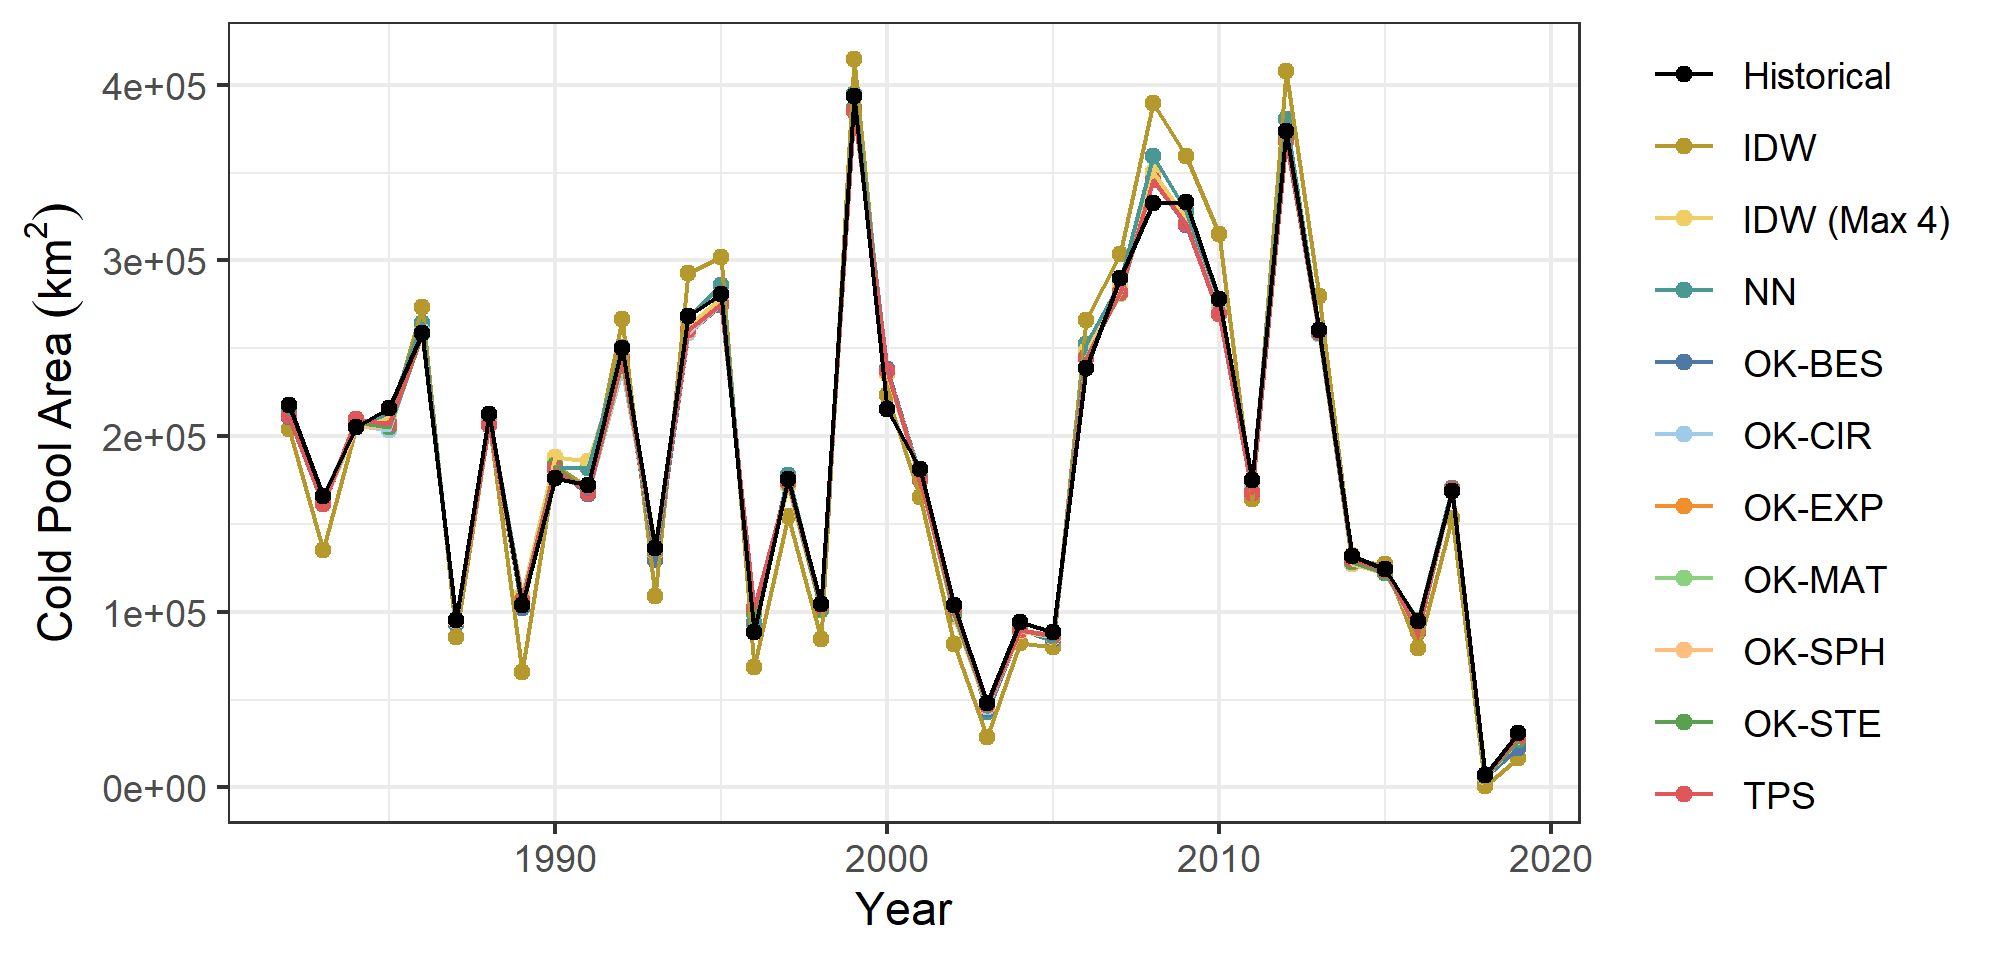 4e+05
3e+05
2e+05
1e+05
0e+00
Cold Pool Area (km²)
1990
2000
2010
2020
Year
Historical
IDW
IDW (Max 4)
NN
OK-BES
OK-CIR
OK-EXP
OK-MAT
OK-SPH
OK-STE
TPS